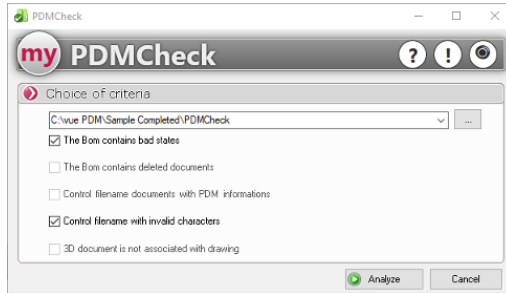 PDMCheck
my PDMCheck ? !
Choice of criteria
C:\vue PDM\Sample Completed\PDMCheck ...
The Bom contains bad states
The Bom contains deleted documents
Control filename documents with PDM informations
Control filename with invalid characters
3D document is not associated with drawing
Analyze Cancel